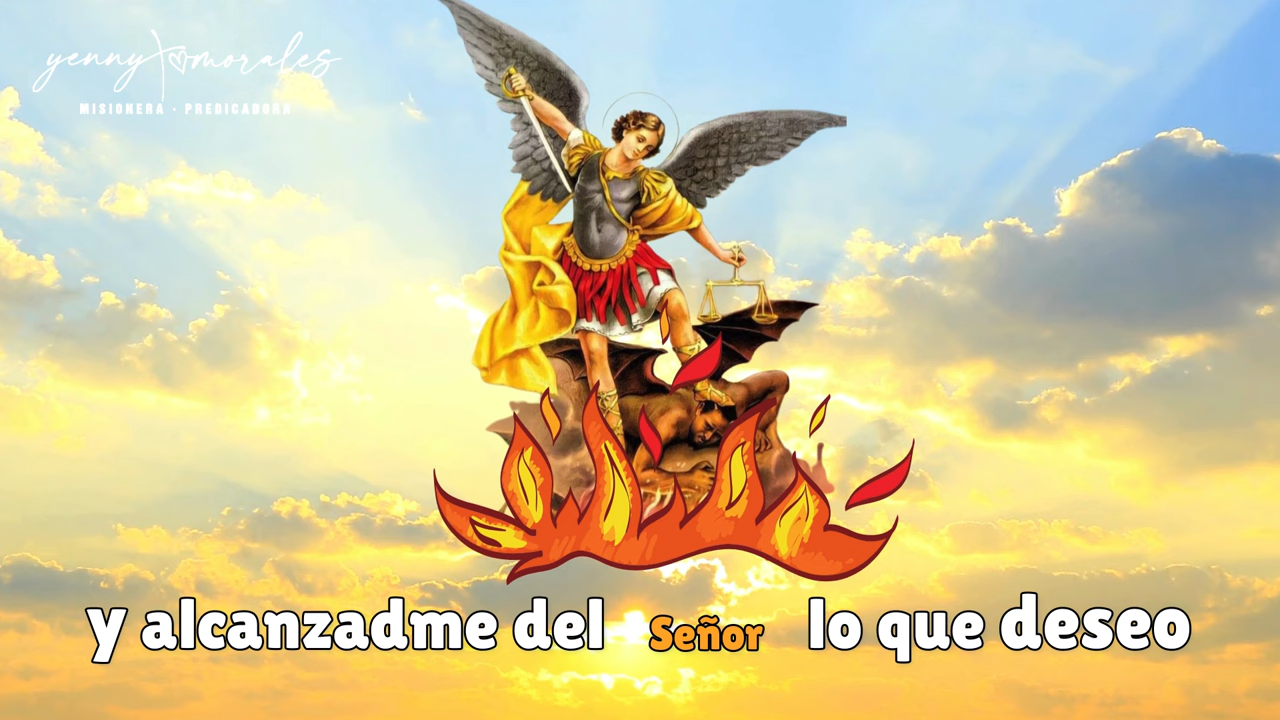 yenny morales
MISIONERA • PREDICADORA
y alcanzadme del Señor lo que deseo